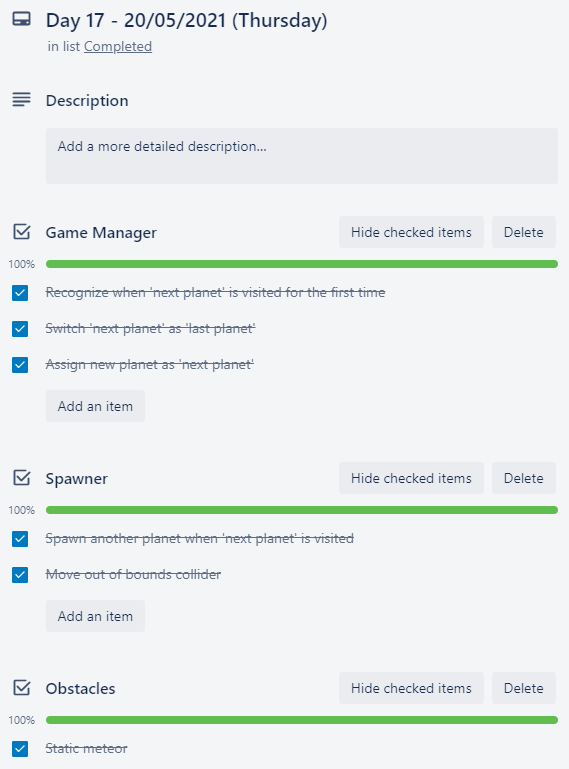 Day 17 - 20/05/2021 (Thursday)
in list Completed
Description
Add a more detailed description...
Game Manager
Hide checked items
Delete
100%
Recognize when 'next planet' is visited for the first time
Switch 'next planet' as 'last planet'
Assign new planet as 'next planet'
Add an item
Spawner
Hide checked items
Delete
100%
Spawn another planet when 'next planet' is visited
Move out of bounds collider
Add an item
Obstacles
Hide checked items
Delete
100%
Static meteor